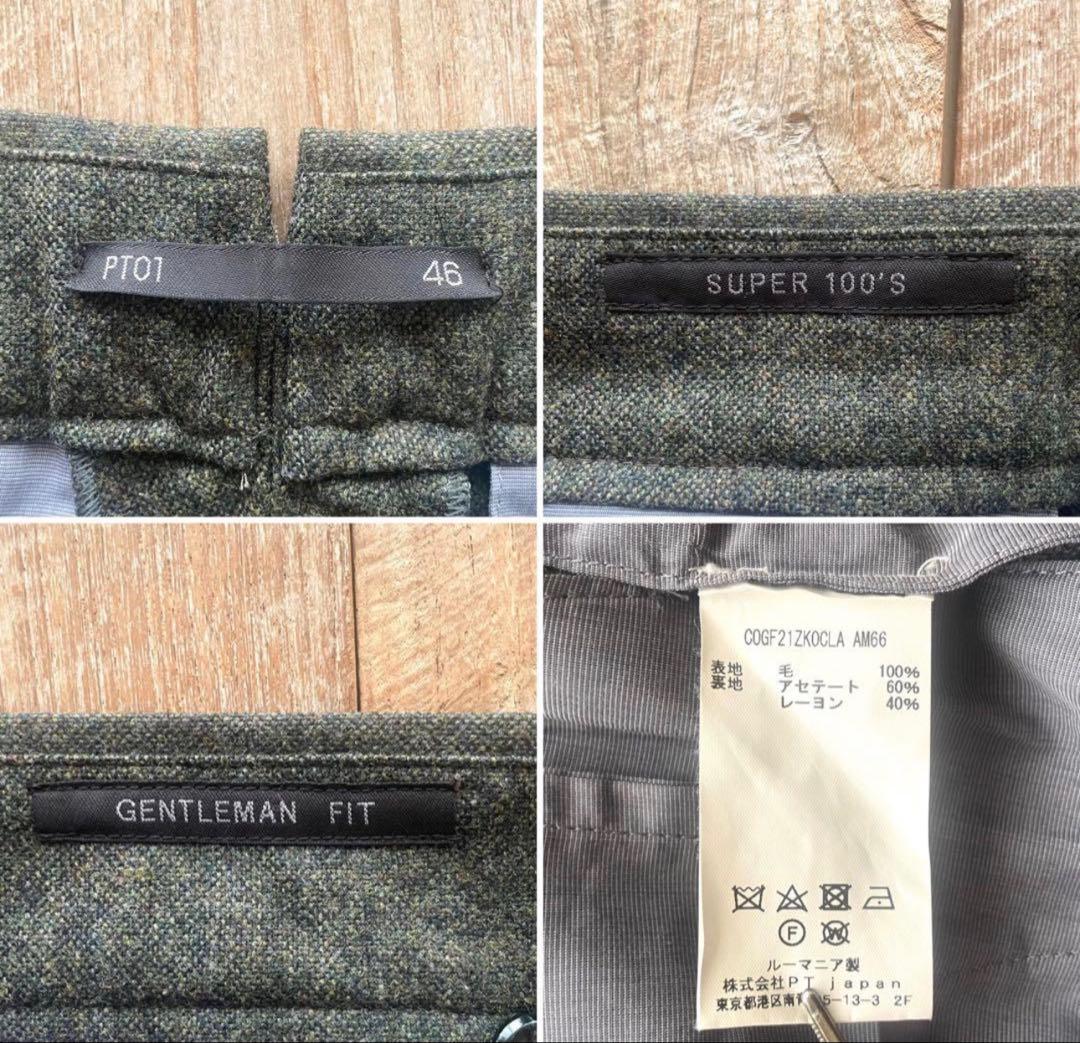 PT01 46
SUPER 100'S
GENTLEMAN FIT
COGF21ZK0CLA AM66
表地 毛 100%
裏地 アセテート 60%
レーヨン 40%
F W
ルーマニア製
株式会社PT japan
東京都港区南 5-13-3 2F